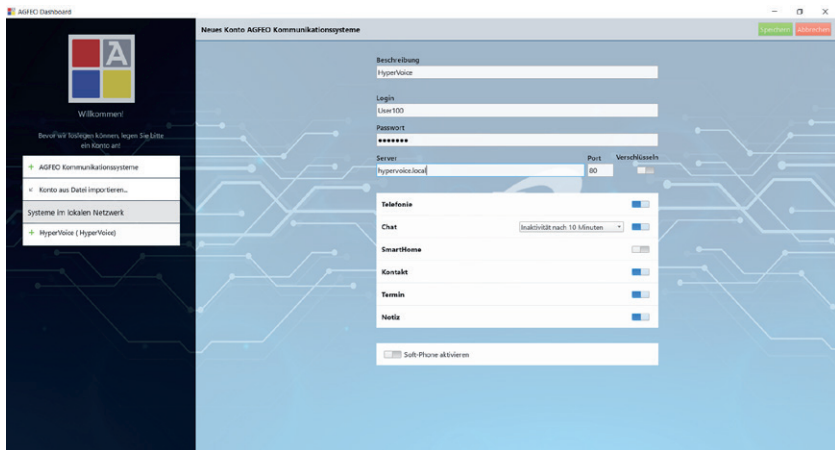 AGFEO Dashboard
Neues Konto AGFEO Kommunikationssysteme
Speichern Abbrechen
A
Willkommen!
Bevor wir loslegen können, legen Sie bitte
ein Konto an!
+ AGFEO Kommunikationssysteme
< Konto aus Datei importieren...
Systeme im lokalen Netzwerk
+ HyperVoice ( HyperVoice)
Beschreibung
HyperVoice
Login
User100
Passwort
•••••••
Server Port Verschlüsseln
hypervoice.local 80
Telefonie
Chat Inaktivität nach 10 Minuten
SmartHome
Kontakt
Termin
Notiz
Soft-Phone aktivieren